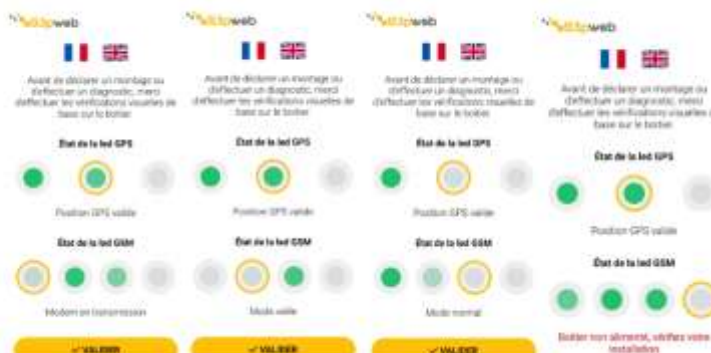 Avant de déclarer un montage ou
d'effectuer un diagnostic, merci
d'effectuer les vérifications visuelles de
base sur le boitier.
État de la led GPS
Position GPS valide
État de la led GSM
Modem en transmission
VALIDER
Avant de déclarer un montage ou
d'effectuer un diagnostic, merci
d'effectuer les vérifications visuelles de
base sur le boitier.
État de la led GPS
Position GPS valide
État de la led GSM
Mode veille
VALIDER
Avant de déclarer un montage ou
d'effectuer un diagnostic, merci
d'effectuer les vérifications visuelles de
base sur le boitier.
État de la led GPS
Position GPS valide
État de la led GSM
Mode normal
VALIDER
Avant de déclarer un montage ou
d'effectuer un diagnostic, merci
d'effectuer les vérifications visuelles
base sur le boitier.
État de la led GPS
Position GPS valide
État de la led GSM
Boitier non alimenté, vérifiez votre
installation